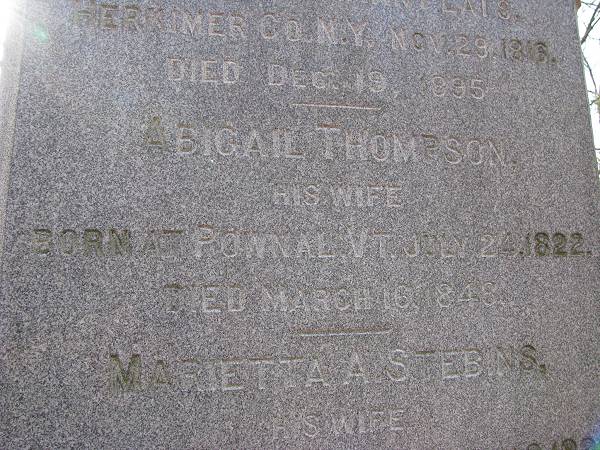 HERKIMER CO. N.Y. NOV. 29. 1816.
DIED DEC. 19, 1895
ABIGAIL THOMPSON.
HIS WIFE
BORN AT POWNAL. VT. JULY 24. 1822.
DIED MARCH 16, 1848.
MARIETTA A. STEBINS.
HIS WIFE